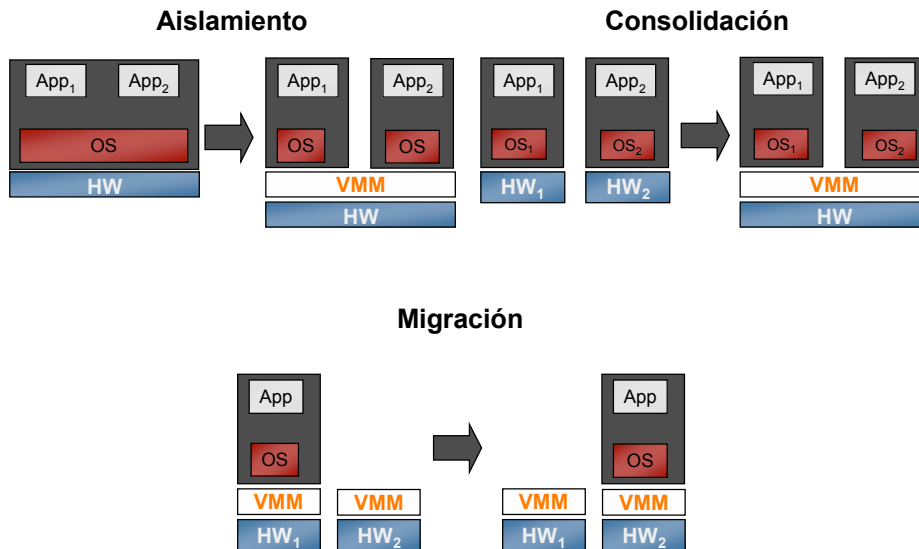 Aislamiento
Consolidación
App₁ App₂ App₁ App₂ App₁ App₂ App₁ App₂
OS OS OS OS₁ OS₂ OS₁ OS₂
HW VMM HW₁ HW₂ VMM
HW HW
Migración
App App
OS OS
VMM VMM VMM VMM
HW₁ HW₂ HW₁ HW₂